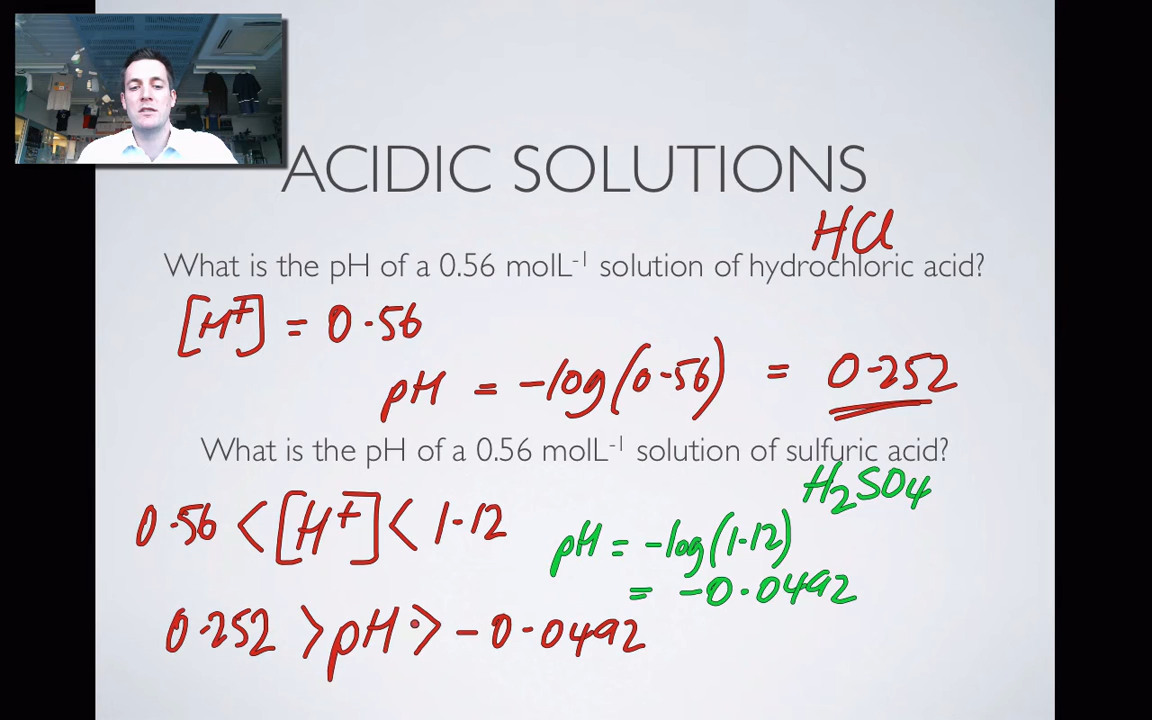 ACIDIC SOLUTIONS
HCl
What is the pH of a 0.56 molL⁻¹ solution of hydrochloric acid?
[H⁺] = 0.56
pH = -log(0.56) = 0.252
What is the pH of a 0.56 molL⁻¹ solution of sulfuric acid?
H₂SO₄
0.56 < [H⁺] < 1.12
pH = -log(1.12)
= -0.0492
0.252 > pH > -0.0492